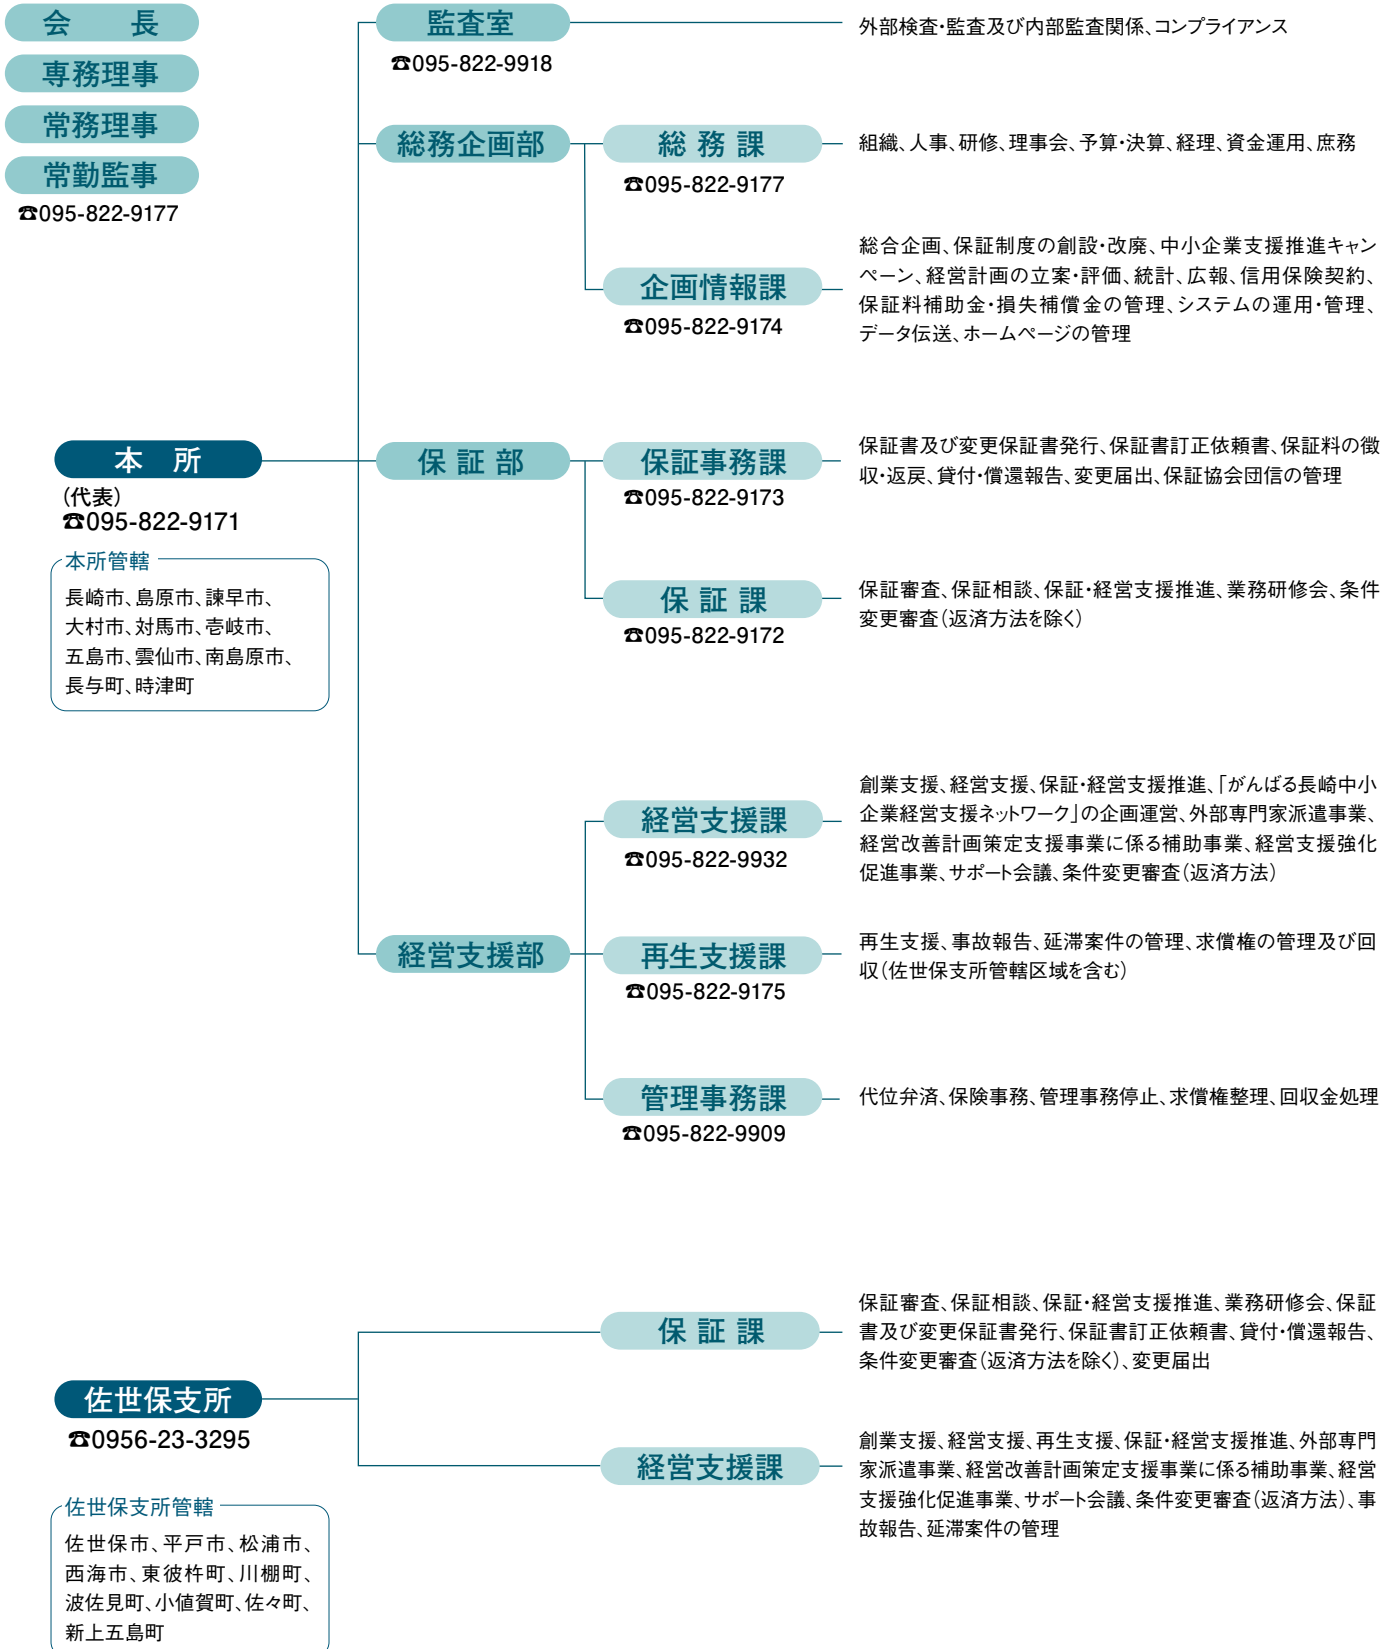 会　長
専務理事
常務理事
常勤監事
☎095-822-9177
監査室
☎095-822-9918
外部検査・監査及び内部監査関係、コンプライアンス
総務企画部
総務課
☎095-822-9177
組織、人事、研修、理事会、予算・決算、経理、資金運用、庶務
企画情報課
☎095-822-9174
総合企画、保証制度の創設・改廃、中小企業支援推進キャン
ペーン、経営計画の立案・評価、統計、広報、信用保険契約、
保証料補助金・損失補償金の管理、システムの運用・管理、
データ伝送、ホームページの管理
本　所
(代表)
☎095-822-9171
本所管轄
長崎市、島原市、諫早市、
大村市、対馬市、壱岐市、
五島市、雲仙市、南島原市、
長与町、時津町
保証部
保証事務課
☎095-822-9173
保証書及び変更保証書発行、保証書訂正依頼書、保証料の徴
収・返戻、貸付・償還報告、変更届出、保証協会団信の管理
保証課
☎095-822-9172
保証審査、保証相談、保証・経営支援推進、業務研修会、条件
変更審査(返済方法を除く)
経営支援部
経営支援課
☎095-822-9932
創業支援、経営支援、保証・経営支援推進、「がんばる長崎中小
企業経営支援ネットワーク」の企画運営、外部専門家派遣事業、
経営改善計画策定支援事業に係る補助事業、経営支援強化
促進事業、サポート会議、条件変更審査(返済方法)
再生支援課
☎095-822-9175
再生支援、事故報告、延滞案件の管理、求償権の管理及び回
収(佐世保支所管轄区域を含む)
管理事務課
☎095-822-9909
代位弁済、保険事務、管理事務停止、求償権整理、回収金処理
佐世保支所
☎0956-23-3295
佐世保支所管轄
佐世保市、平戸市、松浦市、
西海市、東彼杵町、川棚町、
波佐見町、小値賀町、佐々町、
新上五島町
保証課
保証審査、保証相談、保証・経営支援推進、業務研修会、保証
書及び変更保証書発行、保証書訂正依頼書、貸付・償還報告、
条件変更審査(返済方法を除く)、変更届出
経営支援課
創業支援、経営支援、再生支援、保証・経営支援推進、外部専門
家派遣事業、経営改善計画策定支援事業に係る補助事業、経営
支援強化促進事業、サポート会議、条件変更審査(返済方法)、事
故報告、延滞案件の管理